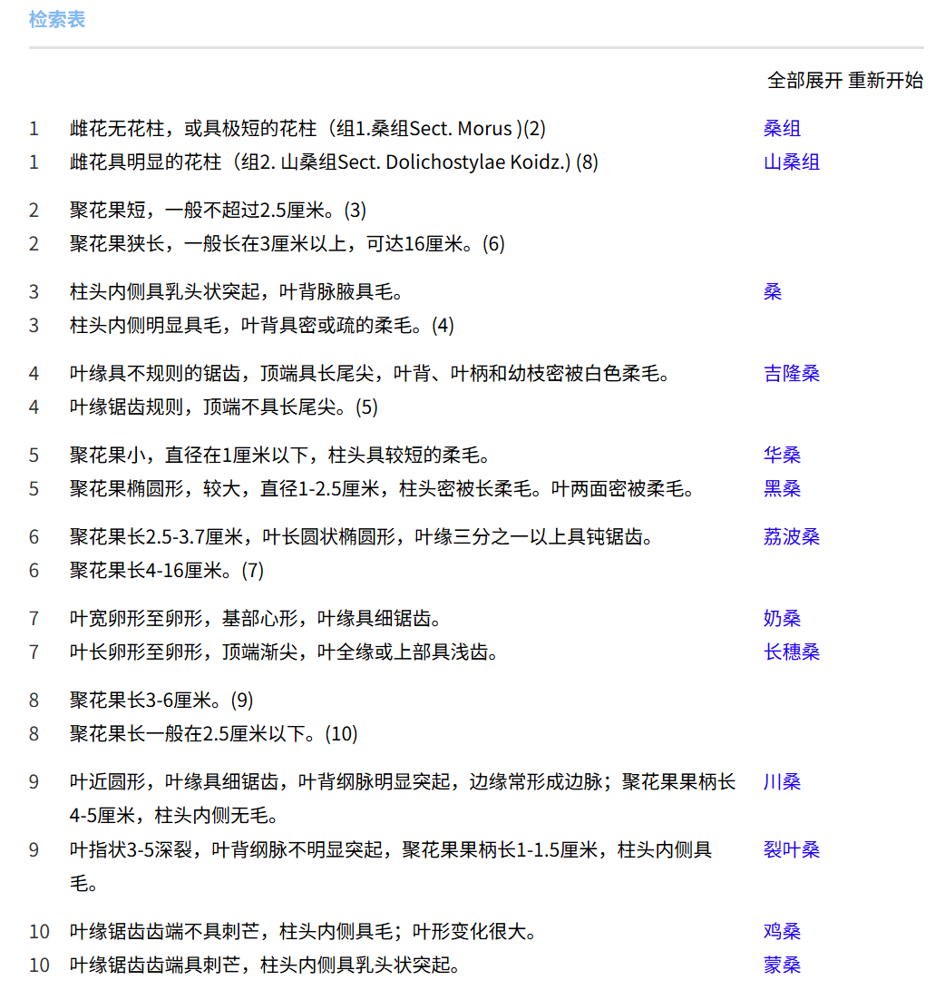 检索表
全部展开 重新开始
1 雌花无花柱，或具极短的花柱（组1.桑组Sect. Morus )(2) 桑组
1 雌花具明显的花柱（组2. 山桑组Sect. Dolichostylae Koidz.) (8) 山桑组
2 聚花果短，一般不超过2.5厘米。(3)
2 聚花果狭长，一般长在3厘米以上，可达16厘米。(6)
3 柱头内侧具乳头状突起，叶背脉腋具毛。 桑
3 柱头内侧明显具毛，叶背具密或疏的柔毛。(4)
4 叶缘具不规则的锯齿，顶端具长尾尖，叶背、叶柄和幼枝密被白色柔毛。 吉隆桑
4 叶缘锯齿规则，顶端不具长尾尖。(5)
5 聚花果小，直径在1厘米以下，柱头具较短的柔毛。 华桑
5 聚花果椭圆形，较大，直径1-2.5厘米，柱头密被长柔毛。叶两面密被柔毛。 黑桑
6 聚花果长2.5-3.7厘米，叶长圆状椭圆形，叶缘三分之一以上具钝锯齿。 荔波桑
6 聚花果长4-16厘米。(7)
7 叶宽卵形至卵形，基部心形，叶缘具细锯齿。 奶桑
7 叶长卵形至卵形，顶端渐尖，叶全缘或上部具浅齿。 长穗桑
8 聚花果长3-6厘米。(9)
8 聚花果长一般在2.5厘米以下。(10)
9 叶近圆形，叶缘具细锯齿，叶背纲脉明显突起，边缘常形成边脉；聚花果果柄长 川桑
4-5厘米，柱头内侧无毛。
9 叶指状3-5深裂，叶背纲脉不明显突起，聚花果果柄长1-1.5厘米，柱头内侧具 裂叶桑
毛。
10 叶缘锯齿齿端不具刺芒，柱头内侧具毛；叶形变化很大。 鸡桑
10 叶缘锯齿齿端具刺芒，柱头内侧具乳头状突起。 蒙桑